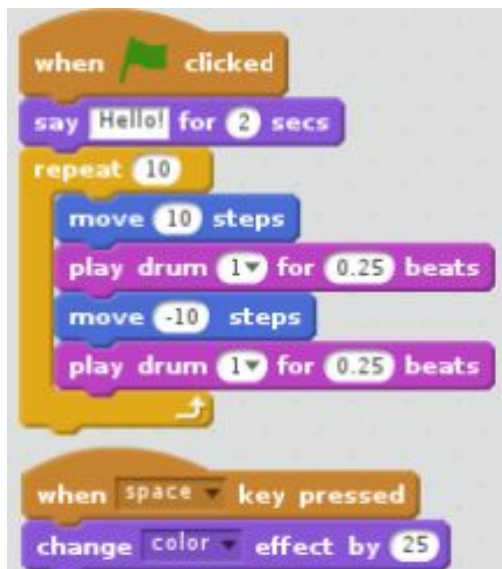 when clicked
say Hello! for 2 secs
repeat 10
move 10 steps
play drum 1 for 0.25 beats
move -10 steps
play drum 1 for 0.25 beats
when space key pressed
change color effect by 25